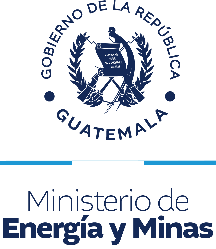 GOBIERNO DE LA REPÚBLICA
GUATEMALA
Ministerio de
Energía y Minas